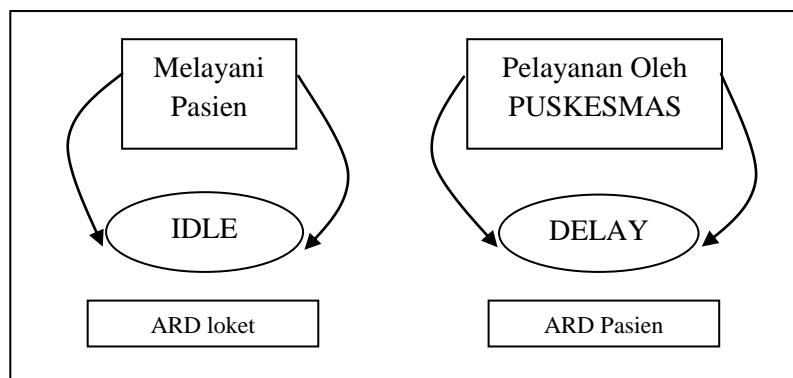 Melayani
Pasien
IDLE
ARD loket
Pelayanan Oleh
PUSKESMAS
DELAY
ARD Pasien